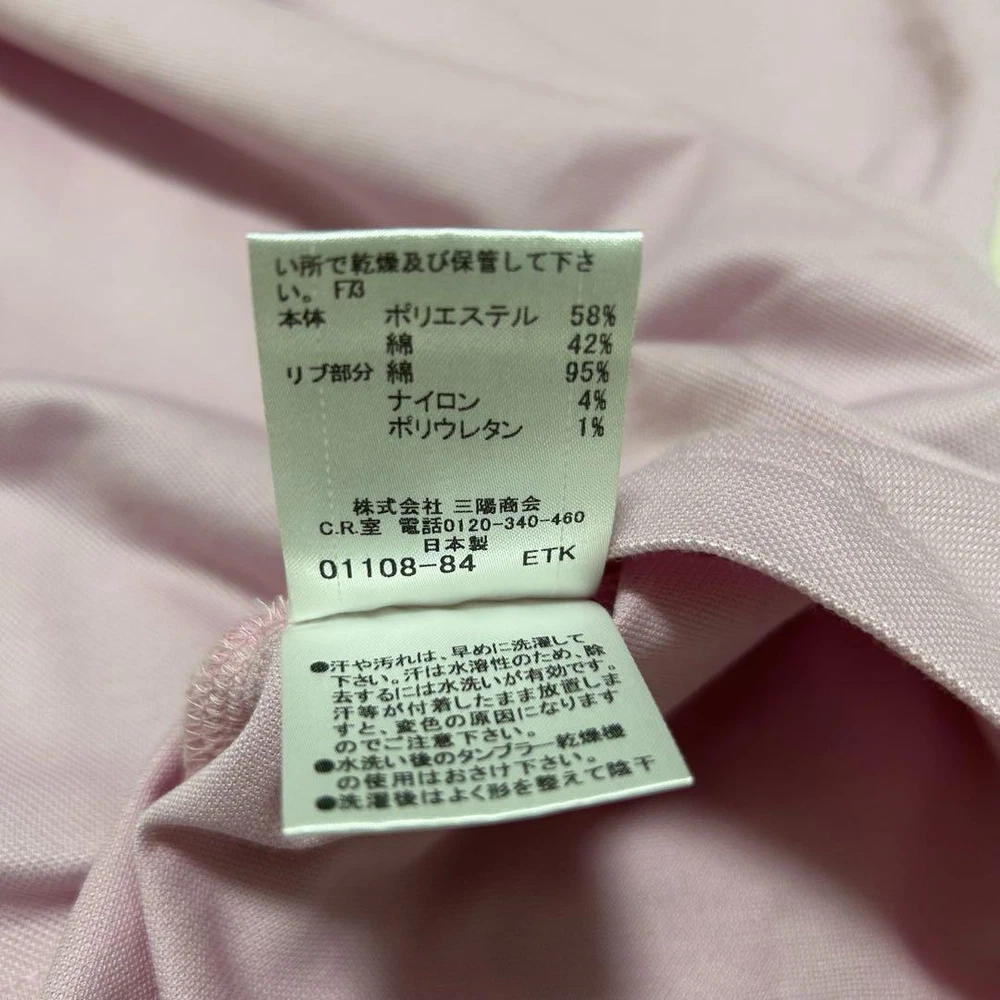 い所で乾燥及び保管して下さ
い。 F73
本体 ポリエステル 58%
綿 42%
リブ部分 綿 95%
ナイロン 4%
ポリウレタン 1%
株式会社 三陽商会
C.R.室 電話0120-340-460
日本製
01108-84 ETK
●汗や汚れは、早めに洗濯して
下さい。汗は水溶性のため、除
去するには水洗いが有効です。
汗等が付着したまま放置しま
すと、変色の原因になります
のでご注意下さい。
●水洗い後のタンブラー乾燥機
の使用はおさけ下さい。
●洗濯後はよく形を整えて陰干